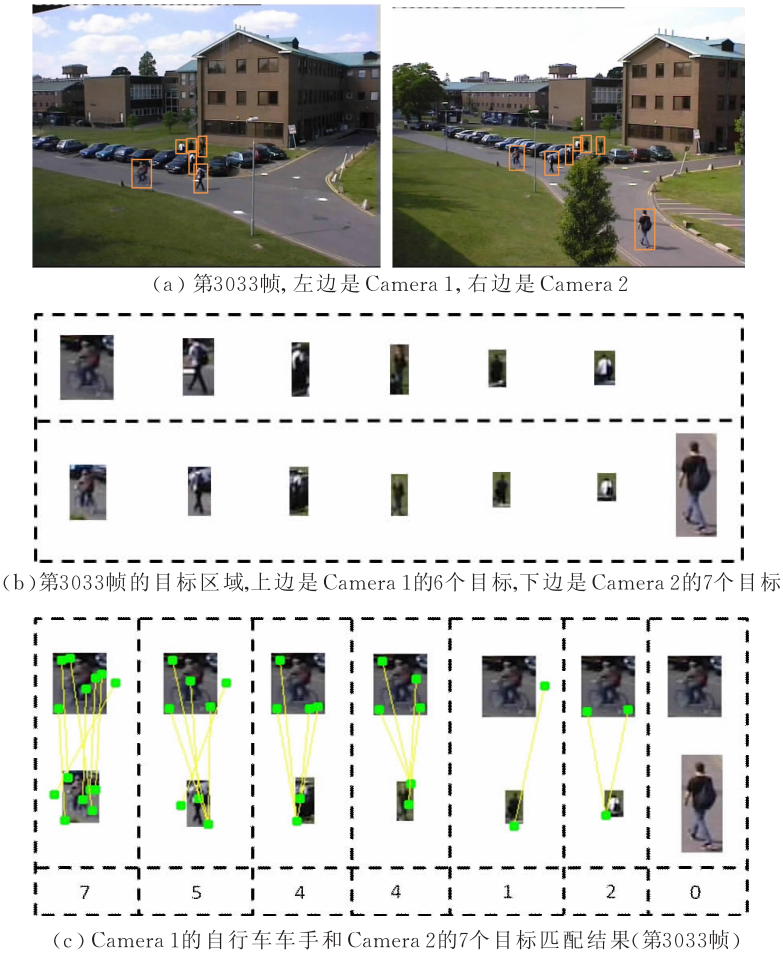 (a) 第3033帧, 左边是Camera 1, 右边是Camera 2
(b)第3033帧的目标区域,上边是Camera 1的6个目标,下边是Camera 2的7个目标
7 5 4 4 1 2 0
(c) Camera 1的自行车车手和Camera 2的7个目标匹配结果(第3033帧)